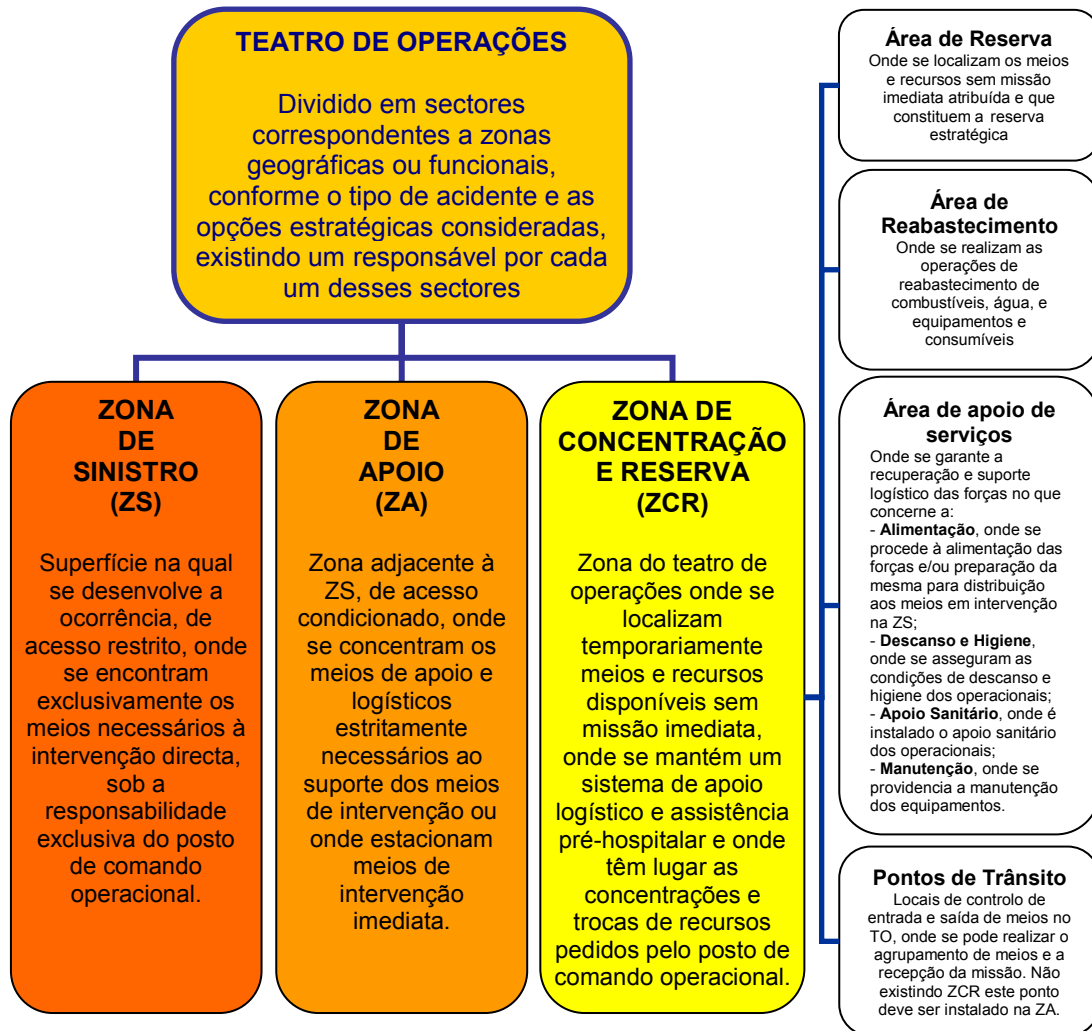 TEATRO DE OPERAÇÕES
Dividido em sectores
correspondentes a zonas
geográficas ou funcionais,
conforme o tipo de acidente e as
opções estratégicas consideradas,
existindo um responsável por cada
um desses sectores
ZONA
DE
SINISTRO
(ZS)
Superfície na qual
se desenvolve a
ocorrência, de
acesso restrito, onde
se encontram
exclusivamente os
meios necessários à
intervenção directa,
sob a
responsabilidade
exclusiva do posto
de comando
operacional.
ZONA
DE
APOIO
(ZA)
Zona adjacente à
ZS, de acesso
condicionado, onde
se concentram os
meios de apoio e
logísticos
estritamente
necessários ao
suporte dos meios
de intervenção ou
onde estacionam
meios de
intervenção
imediata.
ZONA DE
CONCENTRAÇÃO
E RESERVA
(ZCR)
Zona do teatro de
operações onde se
localizam
temporariamente
meios e recursos
disponíveis sem
missão imediata,
onde se mantém um
sistema de apoio
logístico e assistência
pré-hospitalar e onde
têm lugar as
concentrações e
trocas de recursos
pedidos pelo posto de
comando operacional.
Área de Reserva
Onde se localizam os meios
e recursos sem missão
imediata atribuída e que
constituem a reserva
estratégica
Área de
Reabastecimento
Onde se realizam as
operações de
reabastecimento de
combustíveis, água, e
equipamentos e
consumíveis
Área de apoio de
serviços
Onde se garante a
recuperação e suporte
logístico das forças no que
concerne a:
- Alimentação, onde se
procede à alimentação das
forças e/ou preparação da
mesma para distribuição
aos meios em intervenção
na ZS;
- Descanso e Higiene,
onde se asseguram as
condições de descanso e
higiene dos operacionais;
- Apoio Sanitário, onde é
instalado o apoio sanitário
dos operacionais;
- Manutenção, onde se
providencia a manutenção
dos equipamentos.
Pontos de Trânsito
Locais de controlo de
entrada e saída de meios no
TO, onde se pode realizar o
agrupamento de meios e a
recepção da missão. Não
existindo ZCR este ponto
deve ser instalado na ZA.